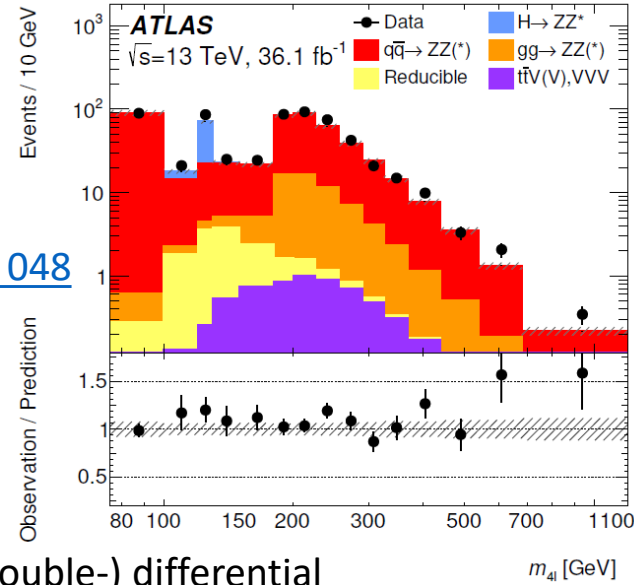 ATLAS
√s=13 TeV, 36.1 fb⁻¹
Data
H→ ZZ*
qq̄→ ZZ(*)
gg→ ZZ(*)
Reducible
tt̄V(V),VVV
Events / 10 GeV
10³
10²
10
1
048
Observation / Prediction
1.5
1
0.5
80 100 150 200 300 400 500 700 1100
m4l [GeV]
ouble-) differential